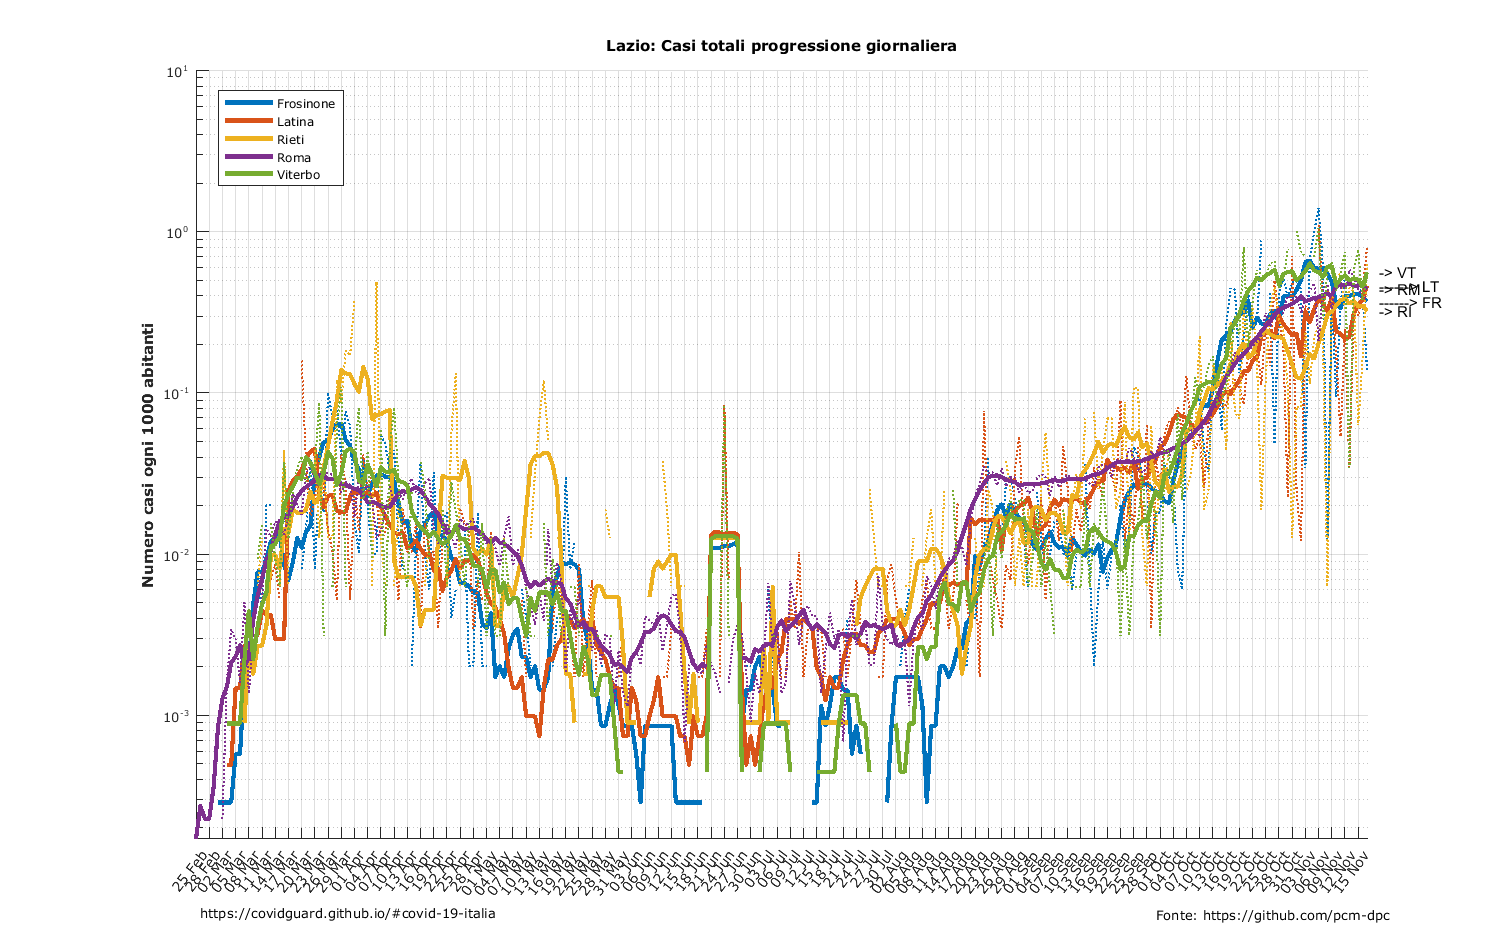 Lazio: Casi totali progressione giornaliera
Numero casi ogni 1000 abitanti
10¹
10⁰
10⁻¹
10⁻²
10⁻³
Frosinone
Latina
Rieti
Roma
Viterbo
-> VT
-> RM
------> LT
------> FR
-> RI
25 Feb
28 Feb
02 Mar
05 Mar
08 Mar
11 Mar
14 Mar
17 Mar
20 Mar
23 Mar
26 Mar
29 Mar
01 Apr
04 Apr
07 Apr
10 Apr
13 Apr
16 Apr
19 Apr
22 Apr
25 Apr
28 Apr
01 May
04 May
07 May
10 May
13 May
16 May
19 May
22 May
25 May
28 May
31 May
03 Jun
06 Jun
09 Jun
12 Jun
15 Jun
18 Jun
21 Jun
24 Jun
27 Jun
30 Jun
03 Jul
06 Jul
09 Jul
12 Jul
15 Jul
18 Jul
21 Jul
24 Jul
27 Jul
30 Jul
02 Aug
05 Aug
08 Aug
11 Aug
14 Aug
17 Aug
20 Aug
23 Aug
26 Aug
29 Aug
01 Sep
04 Sep
07 Sep
10 Sep
13 Sep
16 Sep
19 Sep
22 Sep
25 Sep
28 Sep
01 Oct
04 Oct
07 Oct
10 Oct
13 Oct
16 Oct
19 Oct
22 Oct
25 Oct
28 Oct
31 Oct
03 Nov
06 Nov
09 Nov
12 Nov
15 Nov
https://covidguard.github.io/#covid-19-italia
Fonte: https://github.com/pcm-dpc